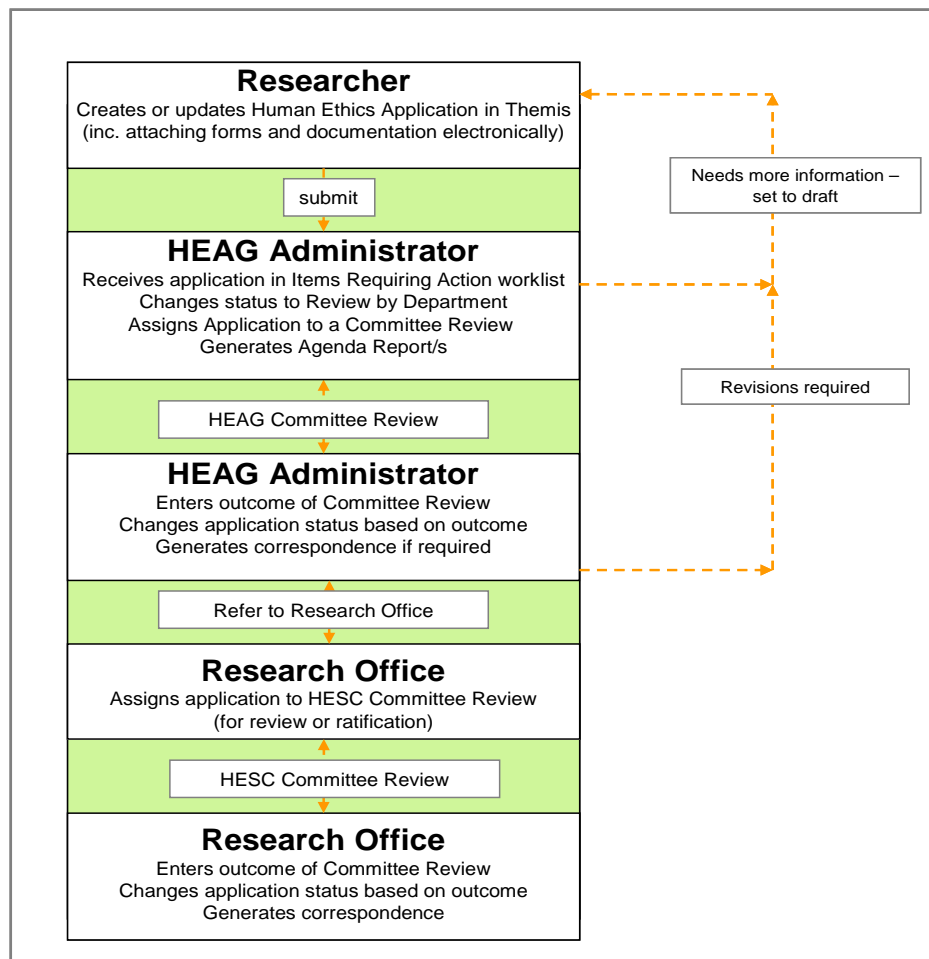 Researcher
Creates or updates Human Ethics Application in Themis
(inc. attaching forms and documentation electronically)
submit
Needs more information –
set to draft
HEAG Administrator
Receives application in Items Requiring Action worklist
Changes status to Review by Department
Assigns Application to a Committee Review
Generates Agenda Report/s
Revisions required
HEAG Committee Review
HEAG Administrator
Enters outcome of Committee Review
Changes application status based on outcome
Generates correspondence if required
Refer to Research Office
Research Office
Assigns application to HESC Committee Review
(for review or ratification)
HESC Committee Review
Research Office
Enters outcome of Committee Review
Changes application status based on outcome
Generates correspondence